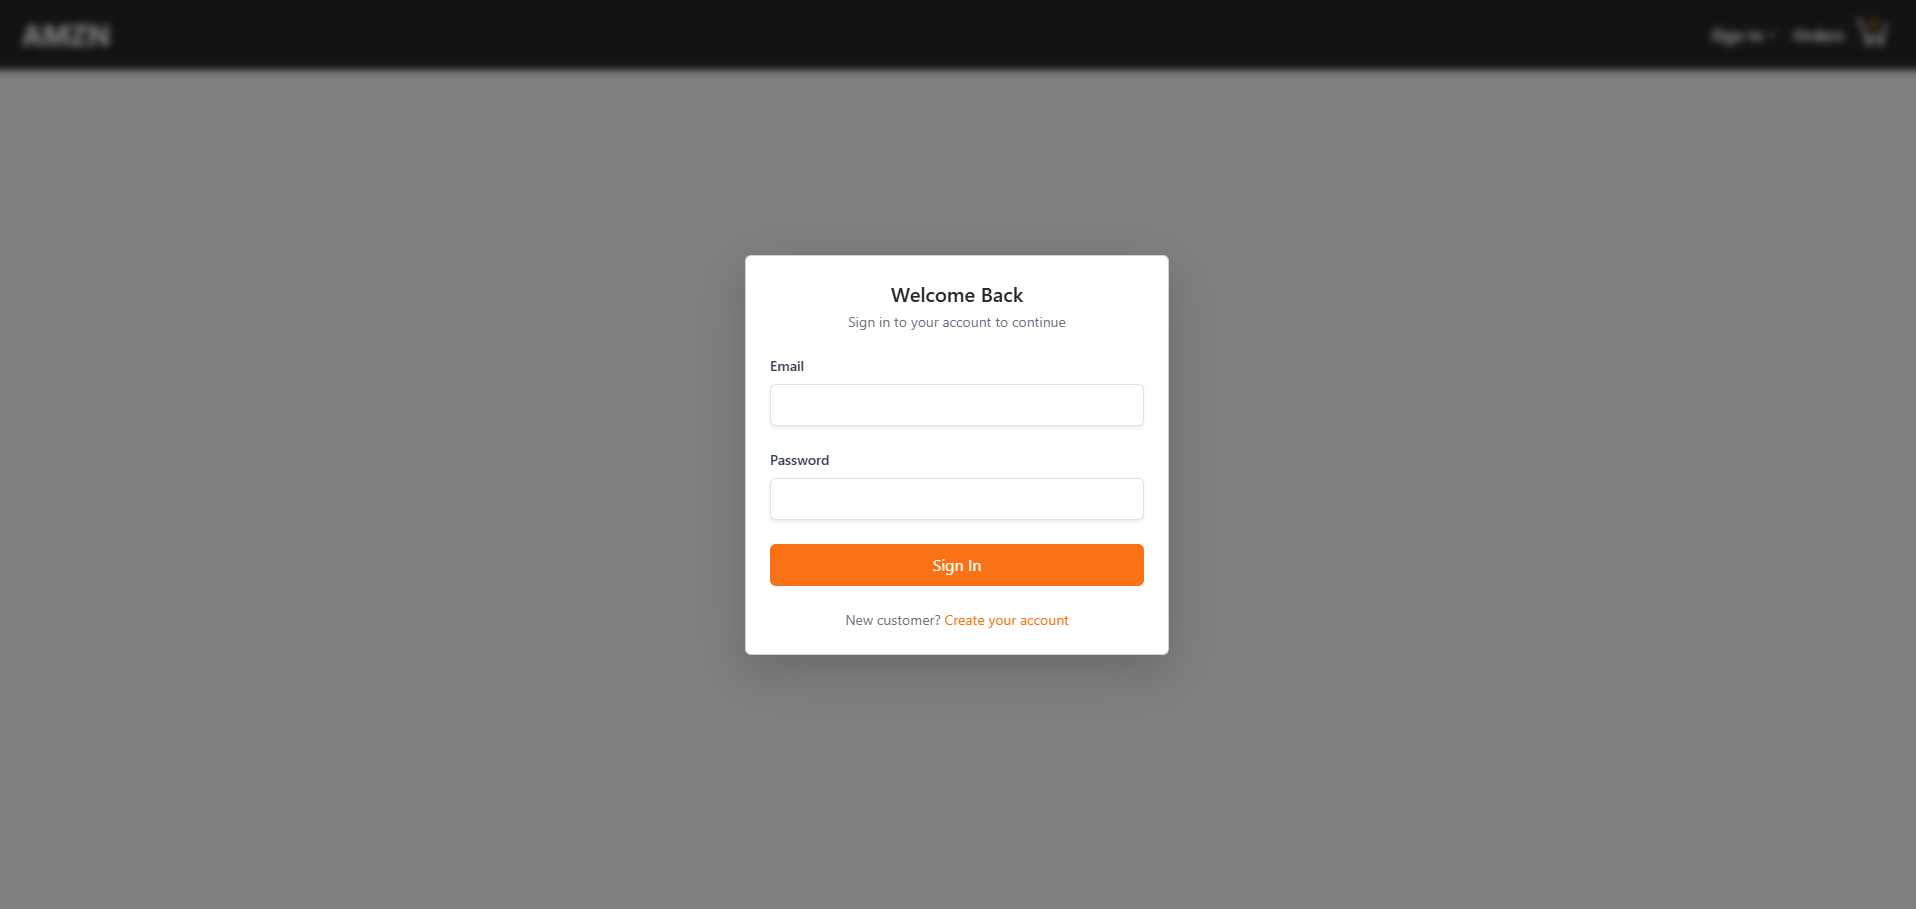 AMZN
Sign In
Orders
Welcome Back
Sign in to your account to continue
Email
Password
Sign In
New customer? Create your account